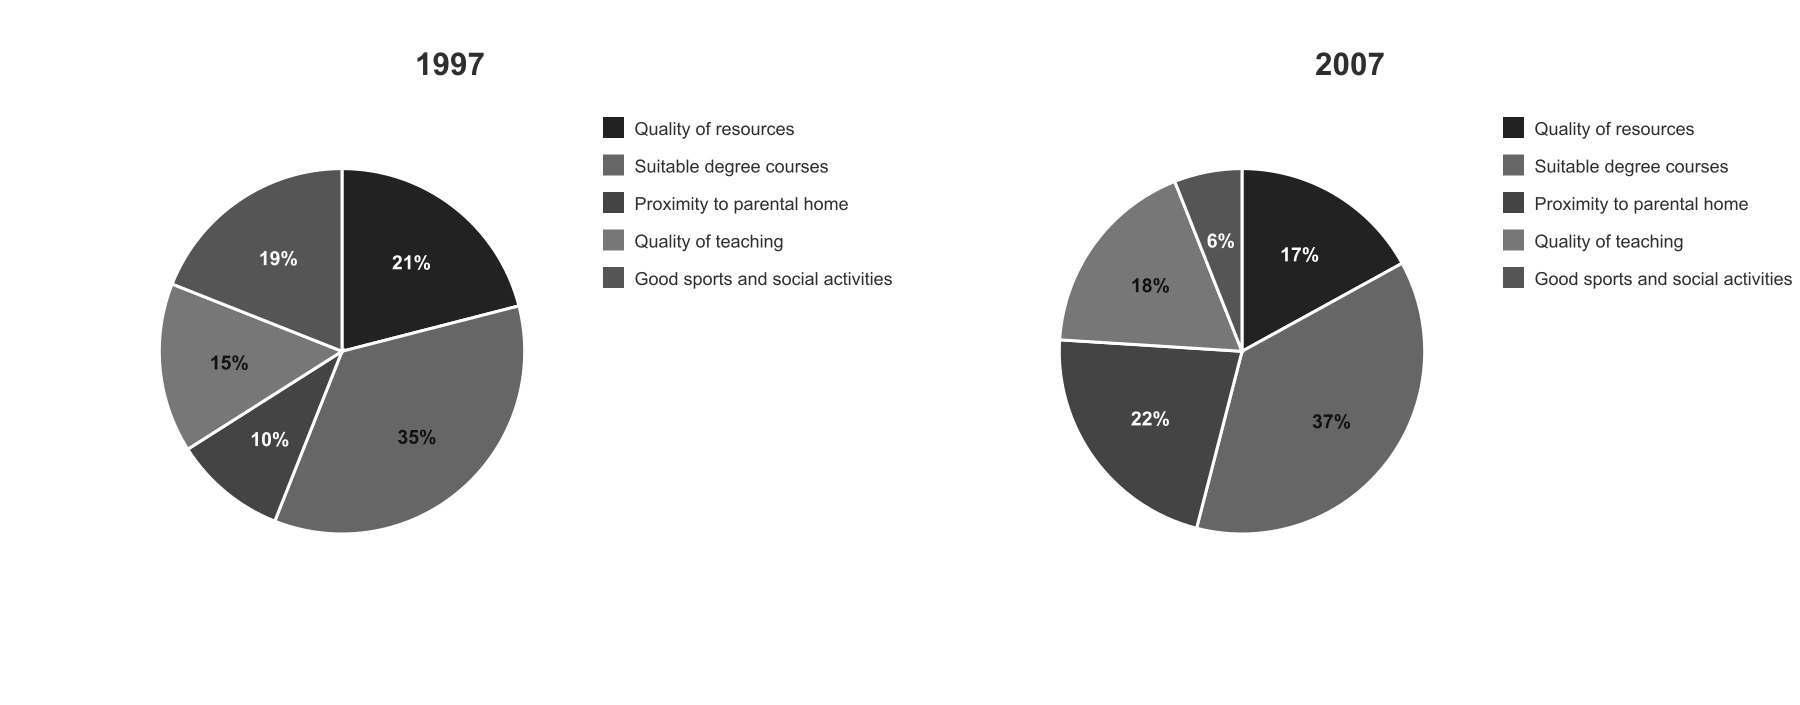 1997
Quality of resources
Suitable degree courses
Proximity to parental home
Quality of teaching
Good sports and social activities
19%
21%
15%
10%
35%
2007
Quality of resources
Suitable degree courses
Proximity to parental home
Quality of teaching
Good sports and social activities
6%
17%
18%
22%
37%